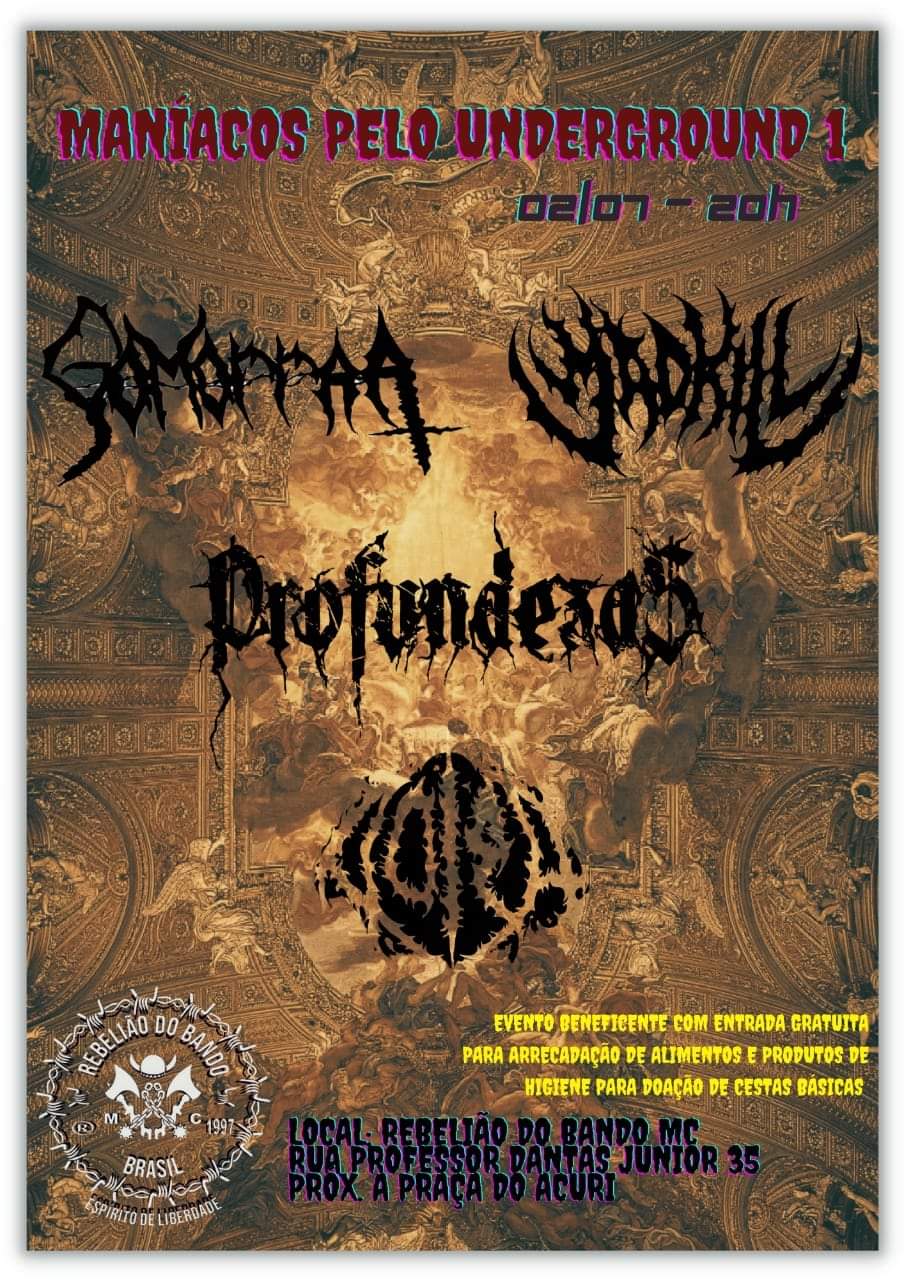 MANÍACOS PELO UNDERGROUND 1
02/07 - 20h
GOMORRAA
MADKILL
PROFUNDEZAS
EVENTO BENEFICENTE COM ENTRADA GRATUITA
PARA ARRECADAÇÃO DE ALIMENTOS E PRODUTOS DE
HIGIENE PARA DOAÇÃO DE CESTAS BÁSICAS
REBELIÃO DO BANDO
® M C 1997
BRASIL
ESPÍRITO DE LIBERDADE
LOCAL: REBELIÃO DO BANDO MC
RUA PROFESSOR DANTAS JUNIOR 35
PROX. A PRAÇA DO ACURI